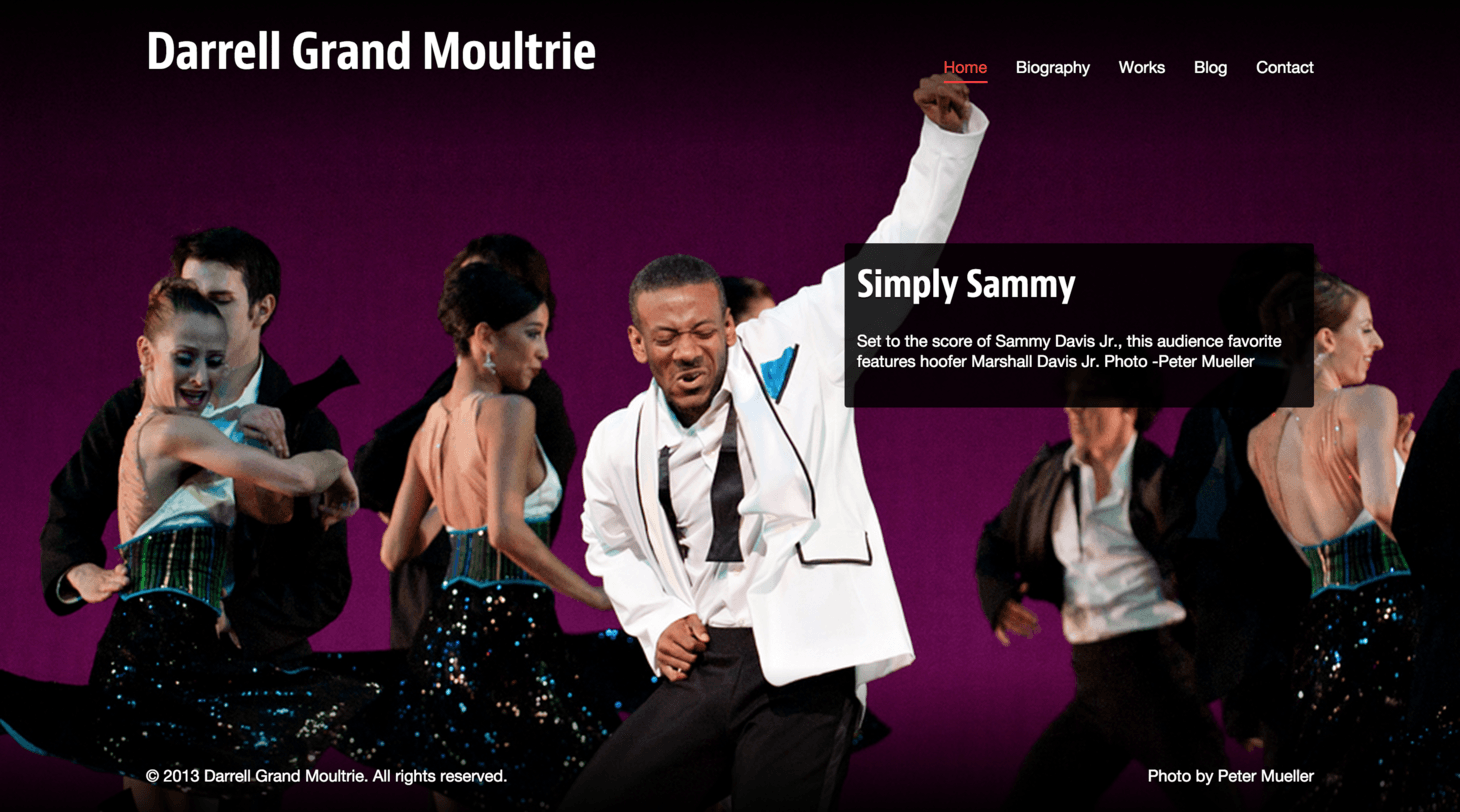 Darrell Grand Moultrie
Home Biography Works Blog Contact
Simply Sammy
Set to the score of Sammy Davis Jr., this audience favorite
features hoofer Marshall Davis Jr. Photo -Peter Mueller
© 2013 Darrell Grand Moultrie. All rights reserved.
Photo by Peter Mueller